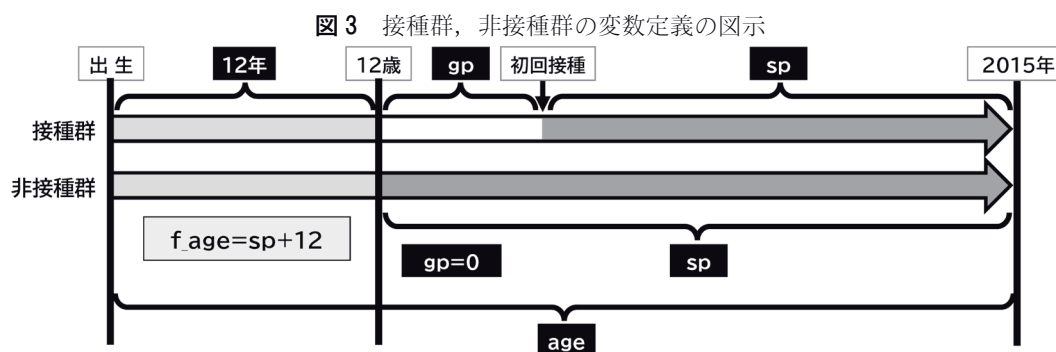 図3 接種群，非接種群の変数定義の図示
出生 12年 12歳 gp 初回接種 sp 2015年
接種群
非接種群
f_age=sp+12
gp=0 sp
age